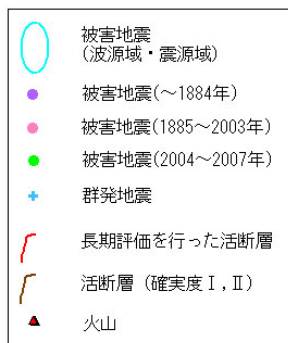 被害地震
(波源域・震源域)
被害地震(～1884年)
被害地震(1885～2003年)
被害地震(2004～2007年)
群発地震
長期評価を行った活断層
活断層（確実度Ⅰ,Ⅱ）
火山